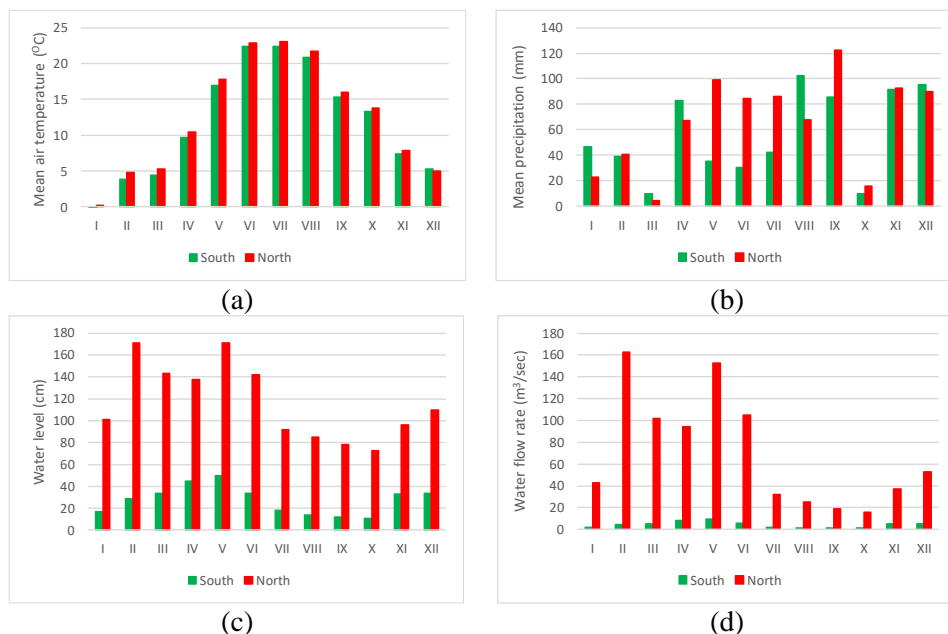 Mean air temperature (⁰C)
25
20
15
10
5
0
I II III IV V VI VII VIII IX X XI XII
South North
(a)
Mean precipitation (mm)
140
120
100
80
60
40
20
0
I II III IV V VI VII VIII IX X XI XII
South North
(b)
Water level (cm)
180
160
140
120
100
80
60
40
20
0
I II III IV V VI VII VIII IX X XI XII
South North
(c)
Water flow rate (m³/sec)
180
160
140
120
100
80
60
40
20
0
I II III IV V VI VII VIII IX X XI XII
South North
(d)